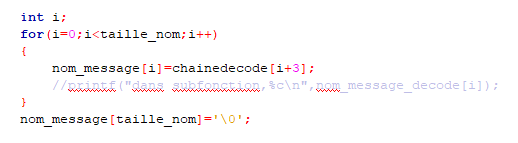 int i;
for(i=0;i<taille_nom;i++)
{
nom_message[i]=chainedecode[i+3];
//printf("dans subfonction,%c\n",nom_message_decode[i]);
}
nom_message[taille_nom]='\0';